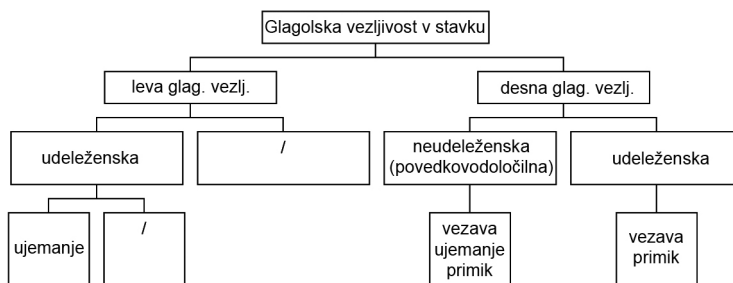 Glagolska vezljivost v stavku
leva glag. vezlj.
desna glag. vezlj.
udeleženska
/
neudeleženska
(povedkovodoločilna)
udeleženska
ujemanje
/
vezava
ujemanje
primik
vezava
primik